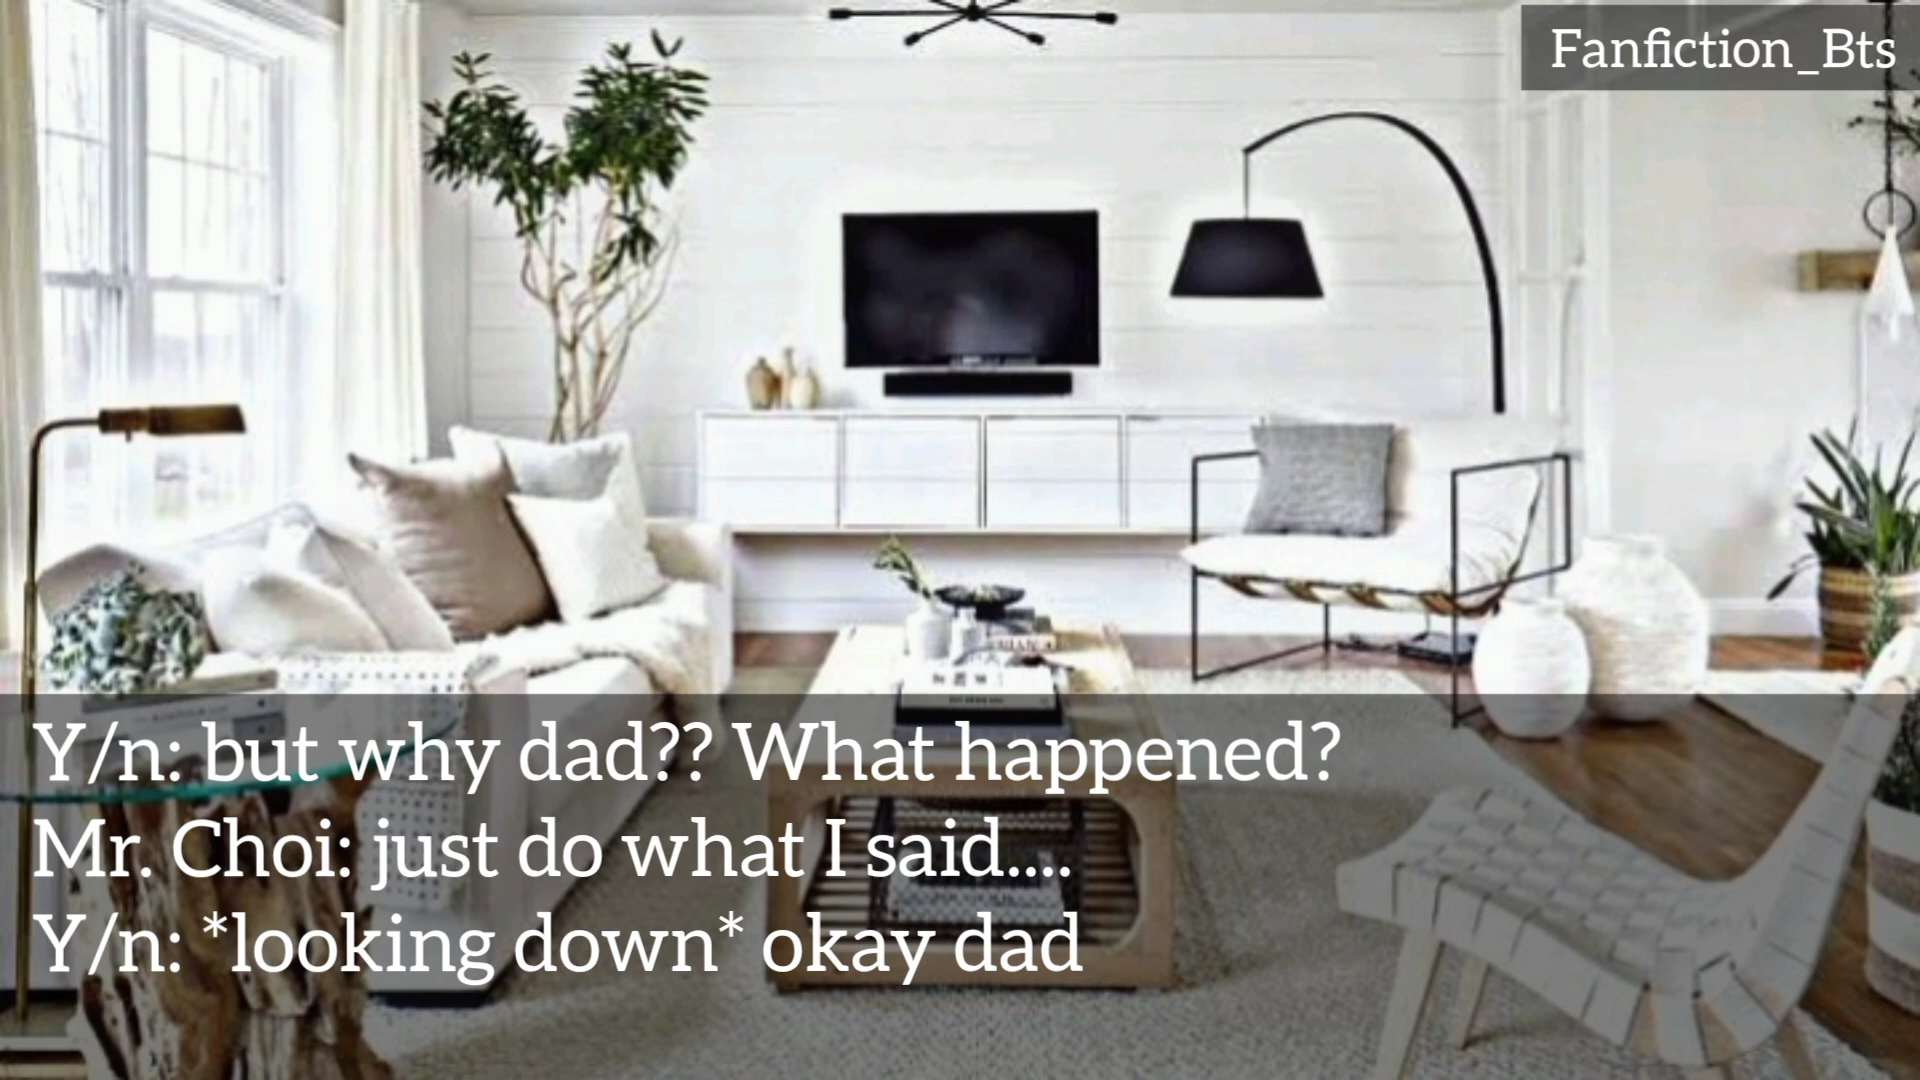 Fanfiction_Bts
Y/n: but why dad?? What happened?
Mr. Choi: just do what I said....
Y/n: *looking down* okay dad